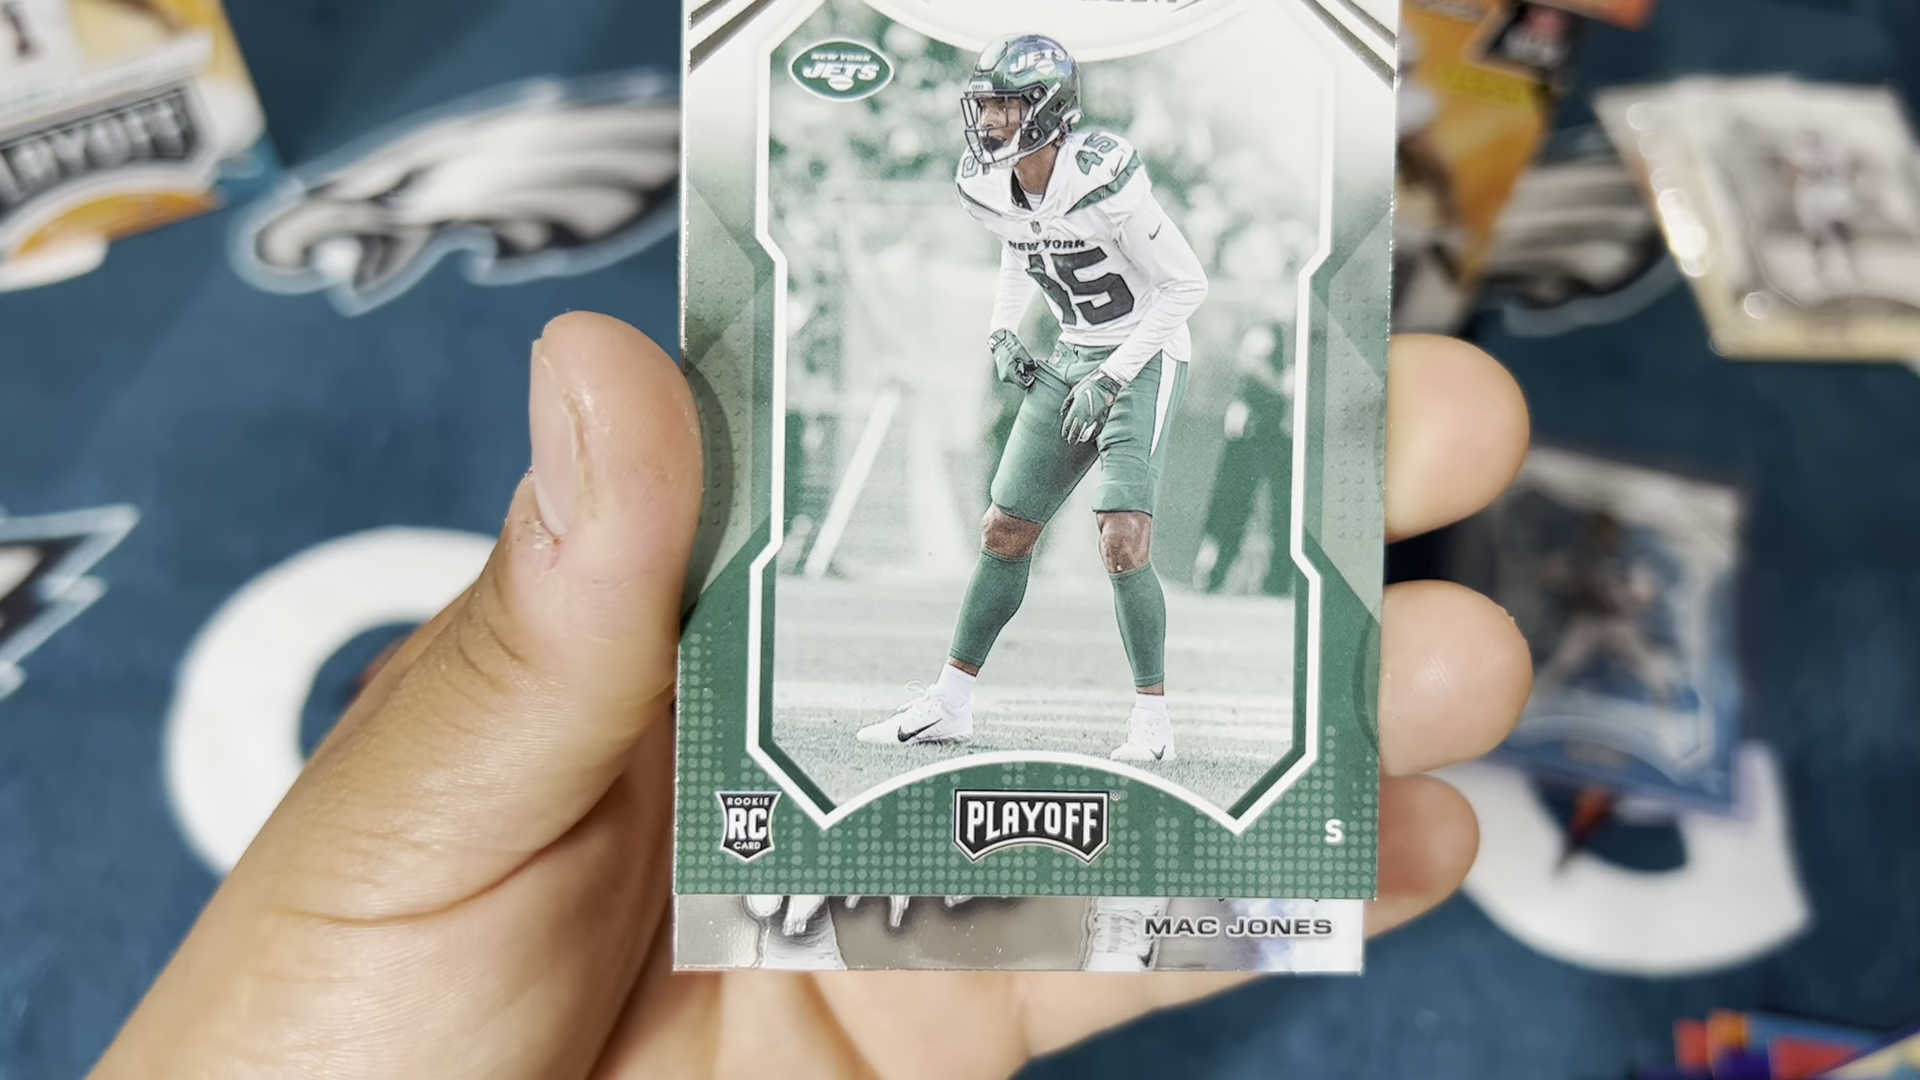 PLAYOFF
NEW YORK
JETS
JETS
45
NEW YORK
45
ROOKIE
RC
CARD
PLAYOFF
S
MAC JONES